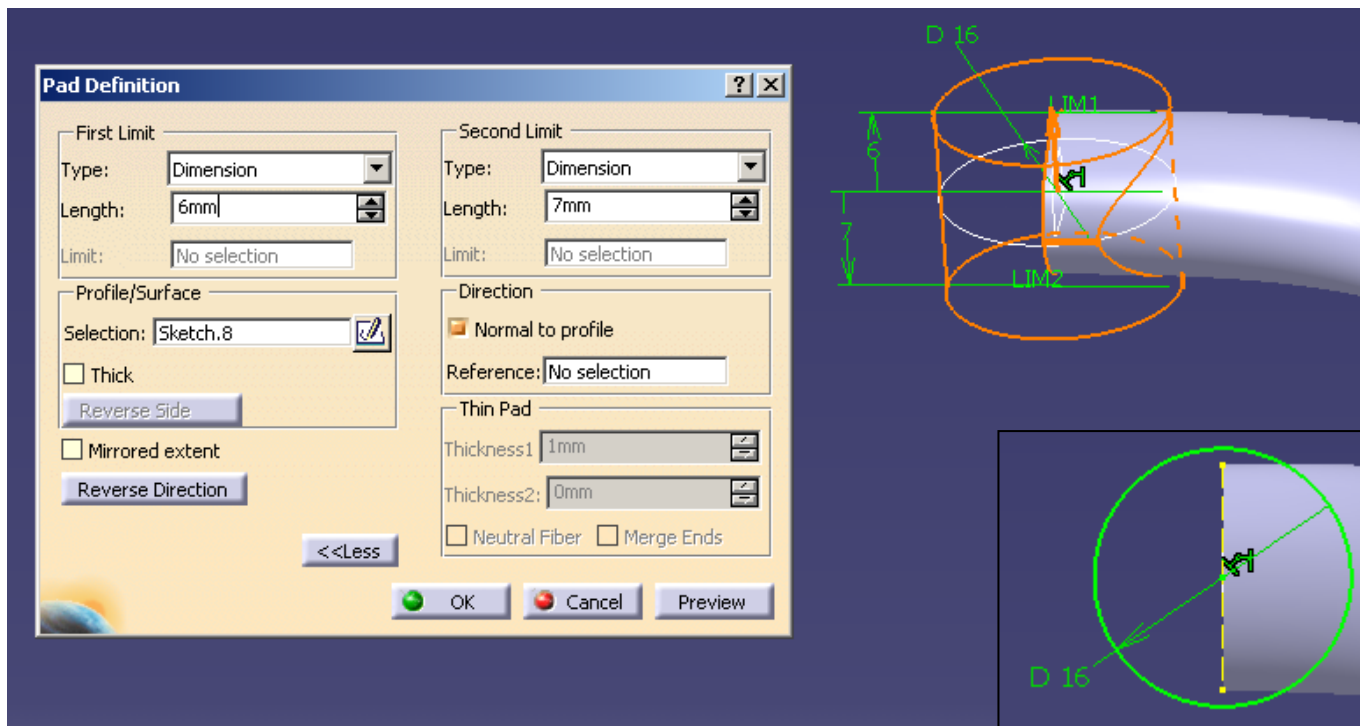 Pad Definition
? X
First Limit
Type: Dimension
Length: 6mm
Limit: No selection
Profile/Surface
Selection: Sketch.8
Thick
Reverse Side
Mirrored extent
Reverse Direction
<<Less
Second Limit
Type: Dimension
Length: 7mm
Limit: No selection
Direction
Normal to profile
Reference: No selection
Thin Pad
Thickness1 1mm
Thickness2: 0mm
Neutral Fiber Merge Ends
OK Cancel Preview
D 16
LIM1
6
7
LIM2
D 16